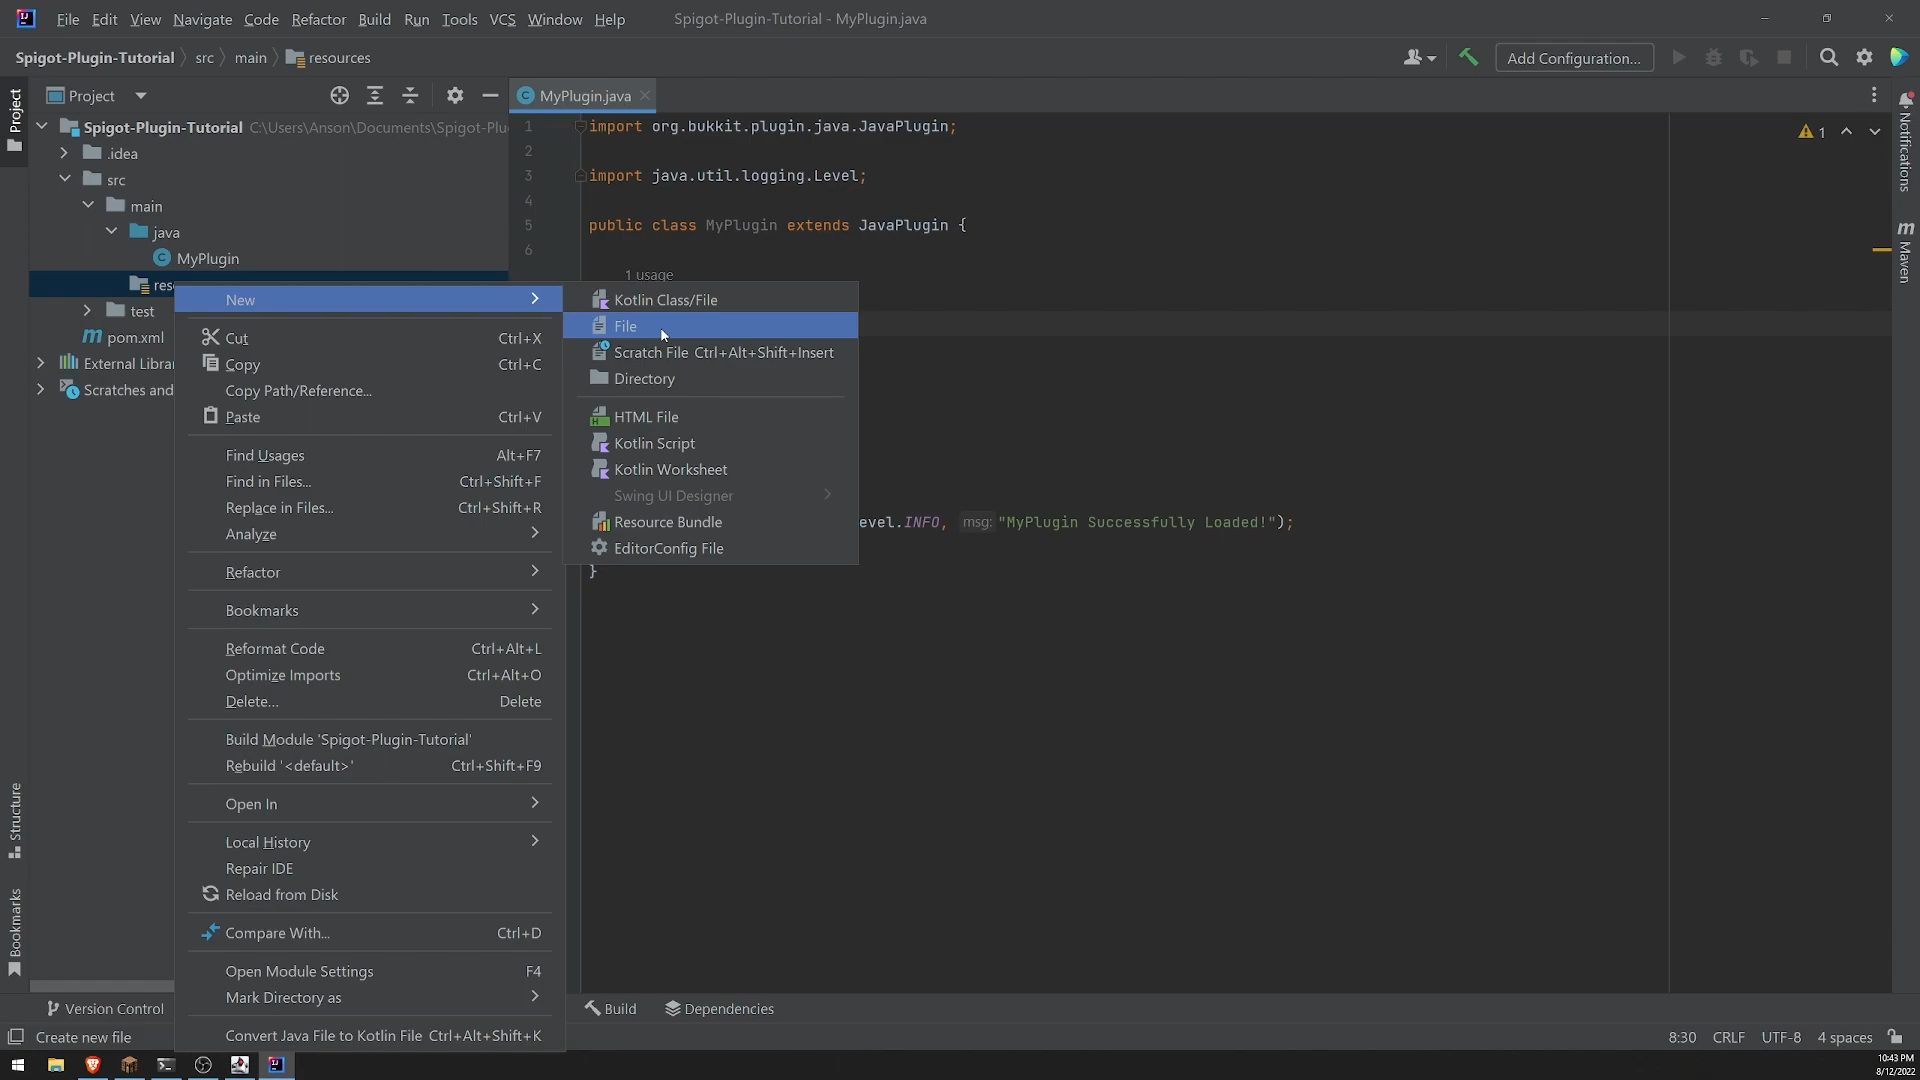 File Edit View Navigate Code Refactor Build Run Tools VCS Window Help Spigot-Plugin-Tutorial - MyPlugin.java
Spigot-Plugin-Tutorial src main resources Add Configuration...
Project MyPlugin.java
Project
Spigot-Plugin-Tutorial C:\Users\Anson\Documents\Spigot-Plu
.idea
src
main
java
MyPlugin
test
pom.xml
External Libra
Scratches and
1 import org.bukkit.plugin.java.JavaPlugin;
2
3 import java.util.logging.Level;
4
5 public class MyPlugin extends JavaPlugin {
6
1 usage
evel.INFO, msg: "MyPlugin Successfully Loaded!");
}
1
Notifications
Maven
New
Cut Ctrl+X
Copy Ctrl+C
Copy Path/Reference...
Paste Ctrl+V
Find Usages Alt+F7
Find in Files... Ctrl+Shift+F
Replace in Files... Ctrl+Shift+R
Analyze
Refactor
Bookmarks
Reformat Code Ctrl+Alt+L
Optimize Imports Ctrl+Alt+O
Delete... Delete
Build Module 'Spigot-Plugin-Tutorial'
Rebuild '<default>' Ctrl+Shift+F9
Open In
Local History
Repair IDE
Reload from Disk
Compare With... Ctrl+D
Open Module Settings F4
Mark Directory as
Convert Java File to Kotlin File Ctrl+Alt+Shift+K
Kotlin Class/File
File
Scratch File Ctrl+Alt+Shift+Insert
Directory
HTML File
Kotlin Script
Kotlin Worksheet
Swing UI Designer
Resource Bundle
EditorConfig File
Structure
Bookmarks
Version Control Build Dependencies
Create new file 8:30 CRLF UTF-8 4 spaces
10:43 PM
8/12/2022